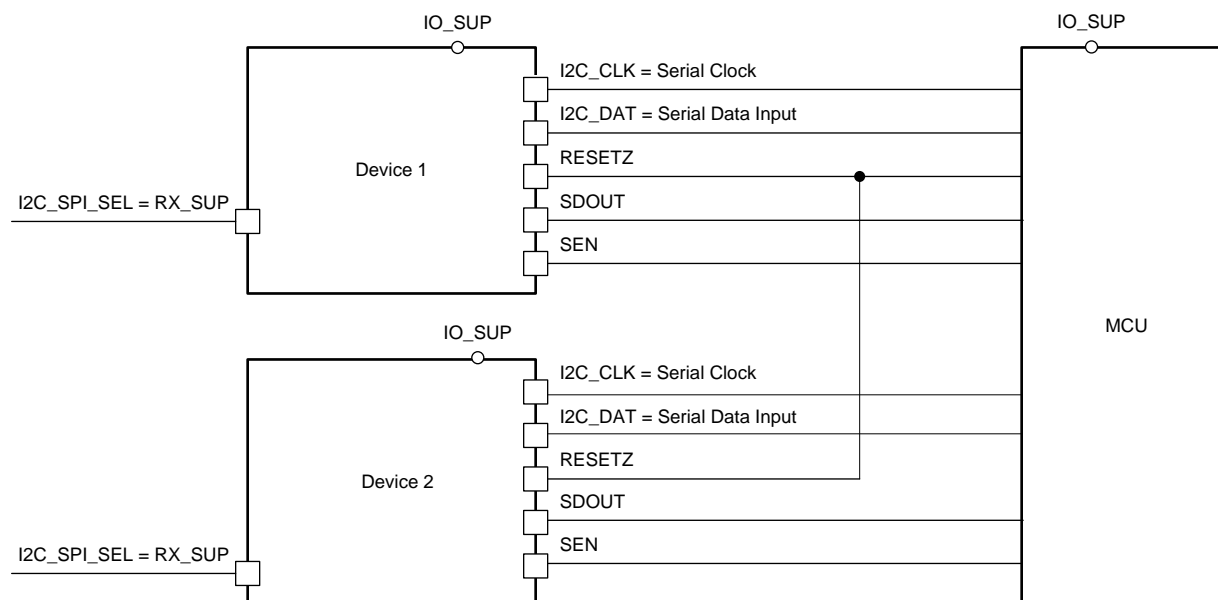 IO_SUP
IO_SUP
I2C_CLK = Serial Clock
I2C_DAT = Serial Data Input
Device 1
RESETZ
I2C_SPI_SEL = RX_SUP
SDOUT
SEN
MCU
IO_SUP
I2C_CLK = Serial Clock
I2C_DAT = Serial Data Input
RESETZ
Device 2
SDOUT
I2C_SPI_SEL = RX_SUP
SEN